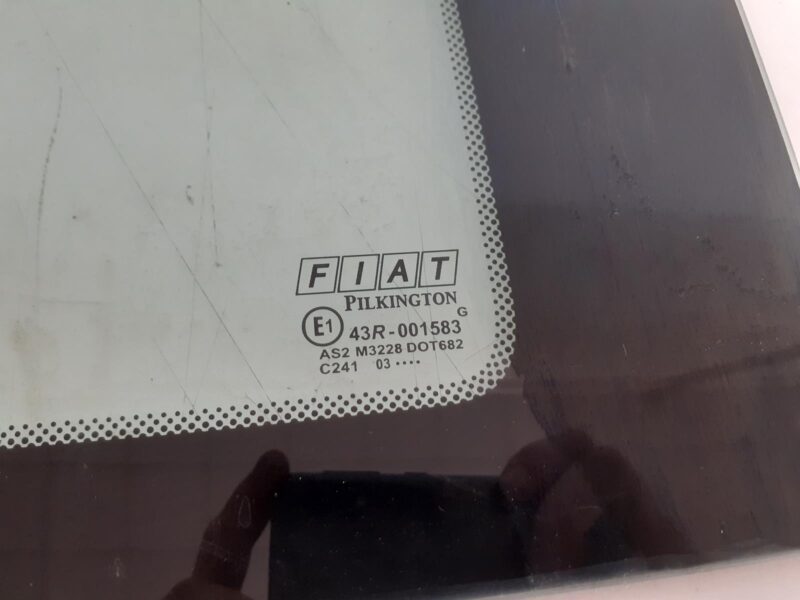 FIAT
PILKINGTON
G
E1 43R-001583
AS2 M3228 DOT682
C241 03 ····